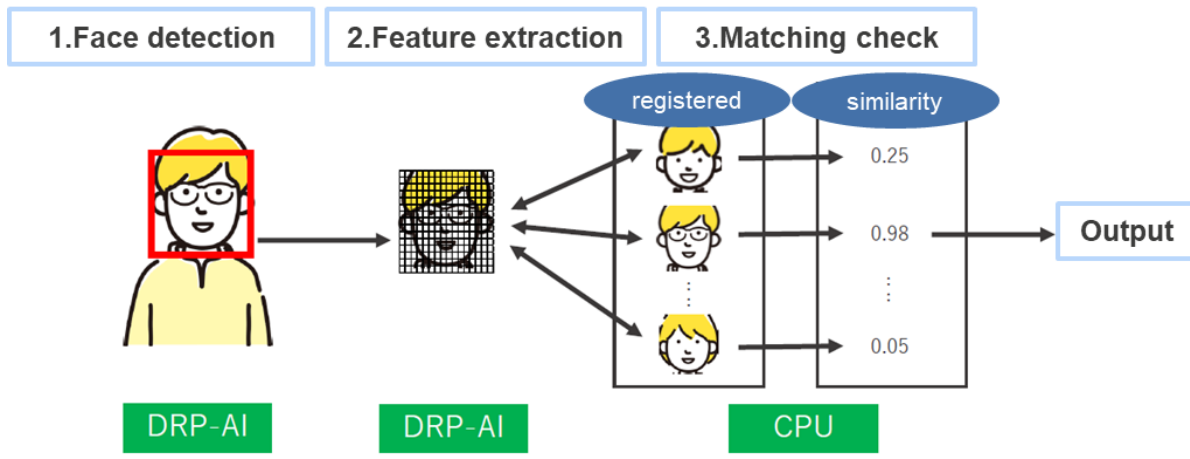 1.Face detection
2.Feature extraction
3.Matching check
registered
similarity
0.25
0.98
0.05
Output
DRP-AI
DRP-AI
CPU